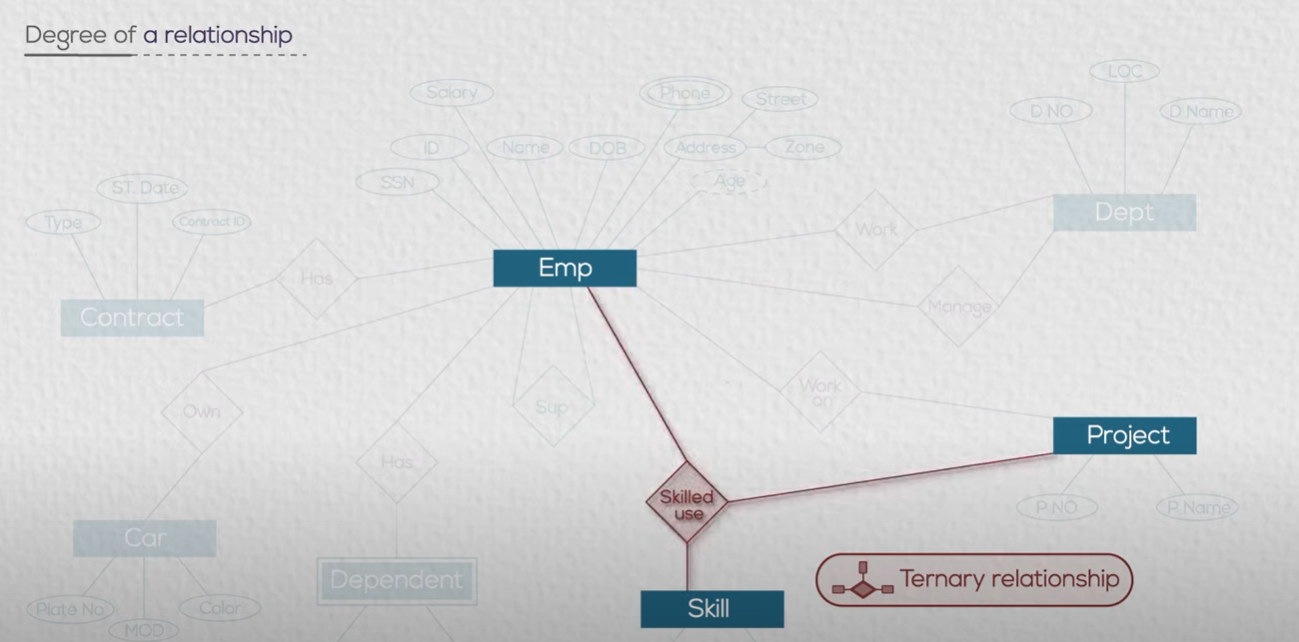 Degree of a relationship
LOC
Salary
Phone
Street
D NO
D.Name
ID
Name
DOB
Address
Zone
SSN
Age
ST. Date
Type
Contract ID
Dept
Work
Emp
Has
Contract
Manage
Work
on
Sup
Own
Project
Has
Skilled
use
P.NO
P.Name
Car
Dependent
Ternary relationship
Plate No
Color
Skill
MOD